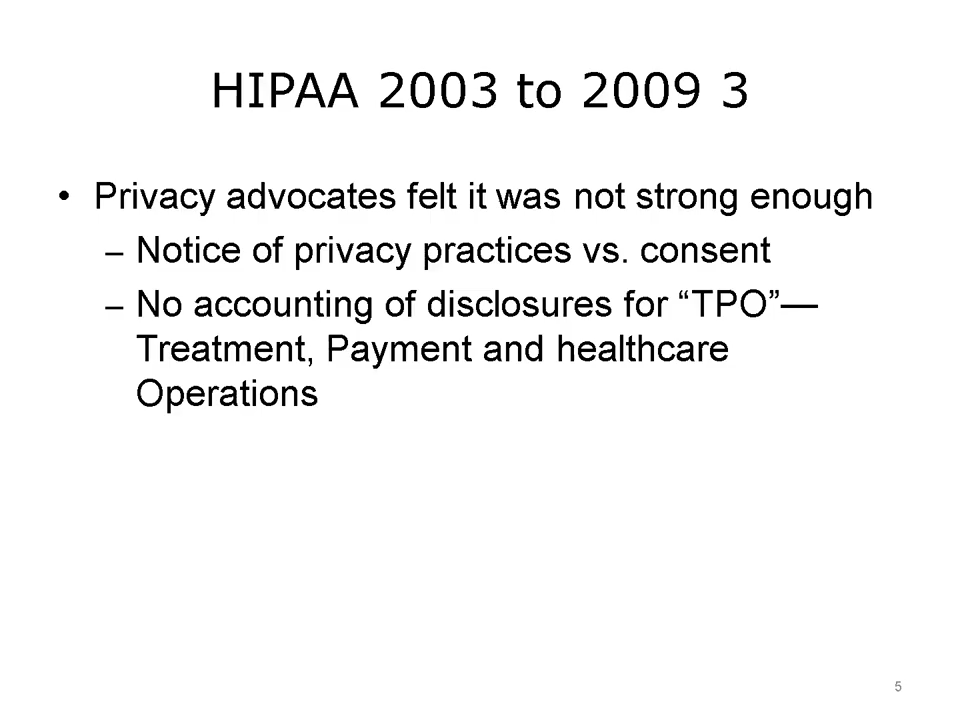 HIPAA 2003 to 2009 3
• Privacy advocates felt it was not strong enough
– Notice of privacy practices vs. consent
– No accounting of disclosures for “TPO”—
Treatment, Payment and healthcare
Operations
5